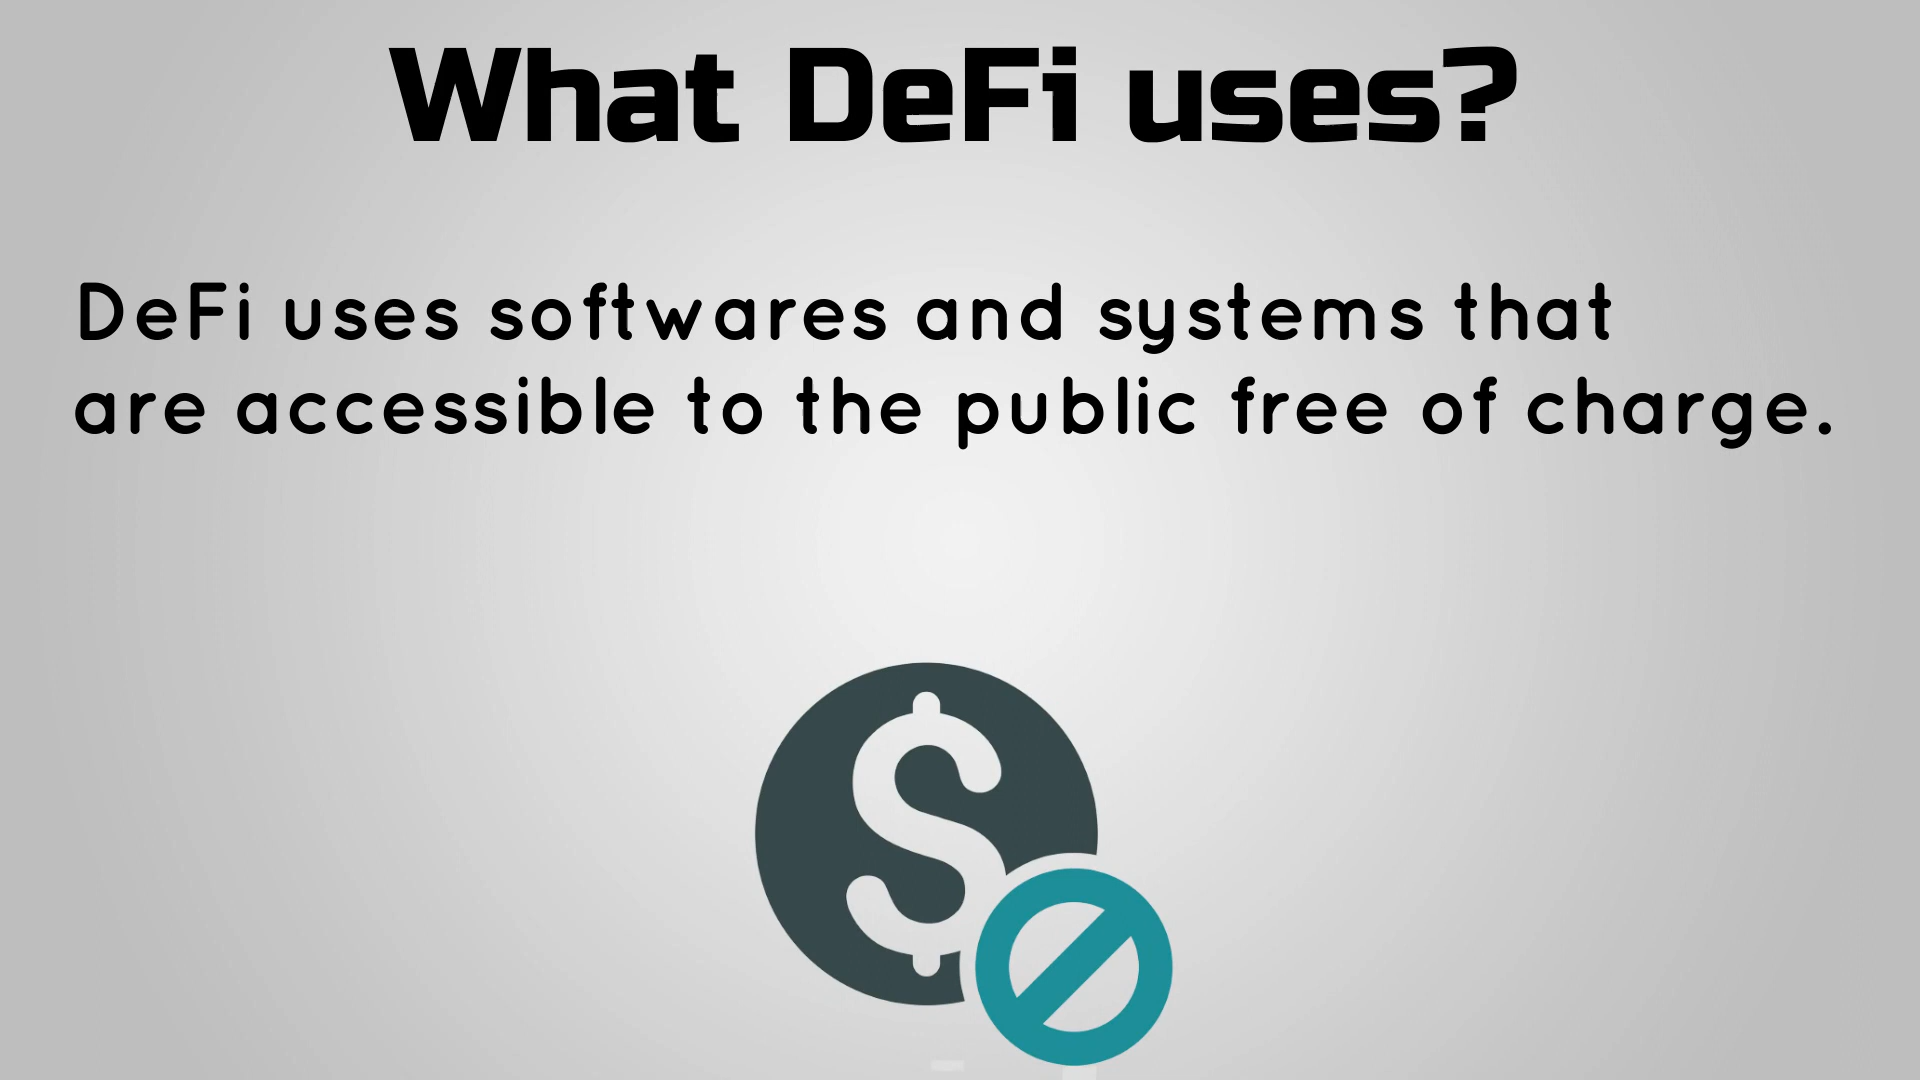 What DeFi uses?
DeFi uses softwares and systems that
are accessible to the public free of charge.
$